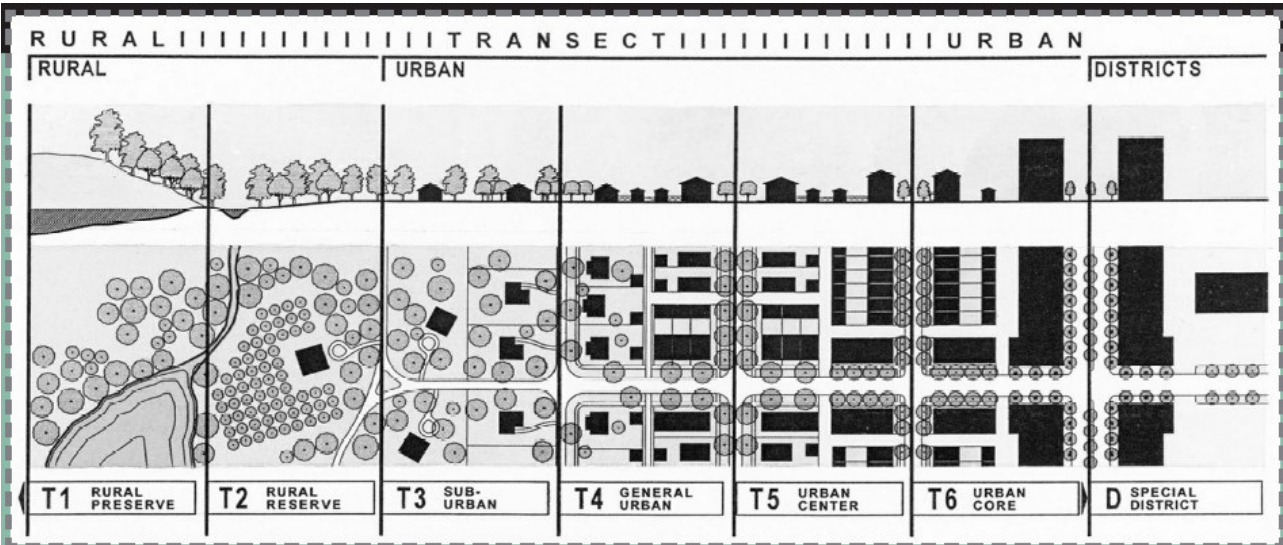 RURALIIIIIIIIIIIIIIITRANSECTIIIIIIIIIIIIIIIURBAN
RURAL
URBAN
DISTRICTS
T1 RURAL
PRESERVE
T2 RURAL
RESERVE
T3 SUB-
URBAN
T4 GENERAL
URBAN
T5 URBAN
CENTER
T6 URBAN
CORE
D SPECIAL
DISTRICT